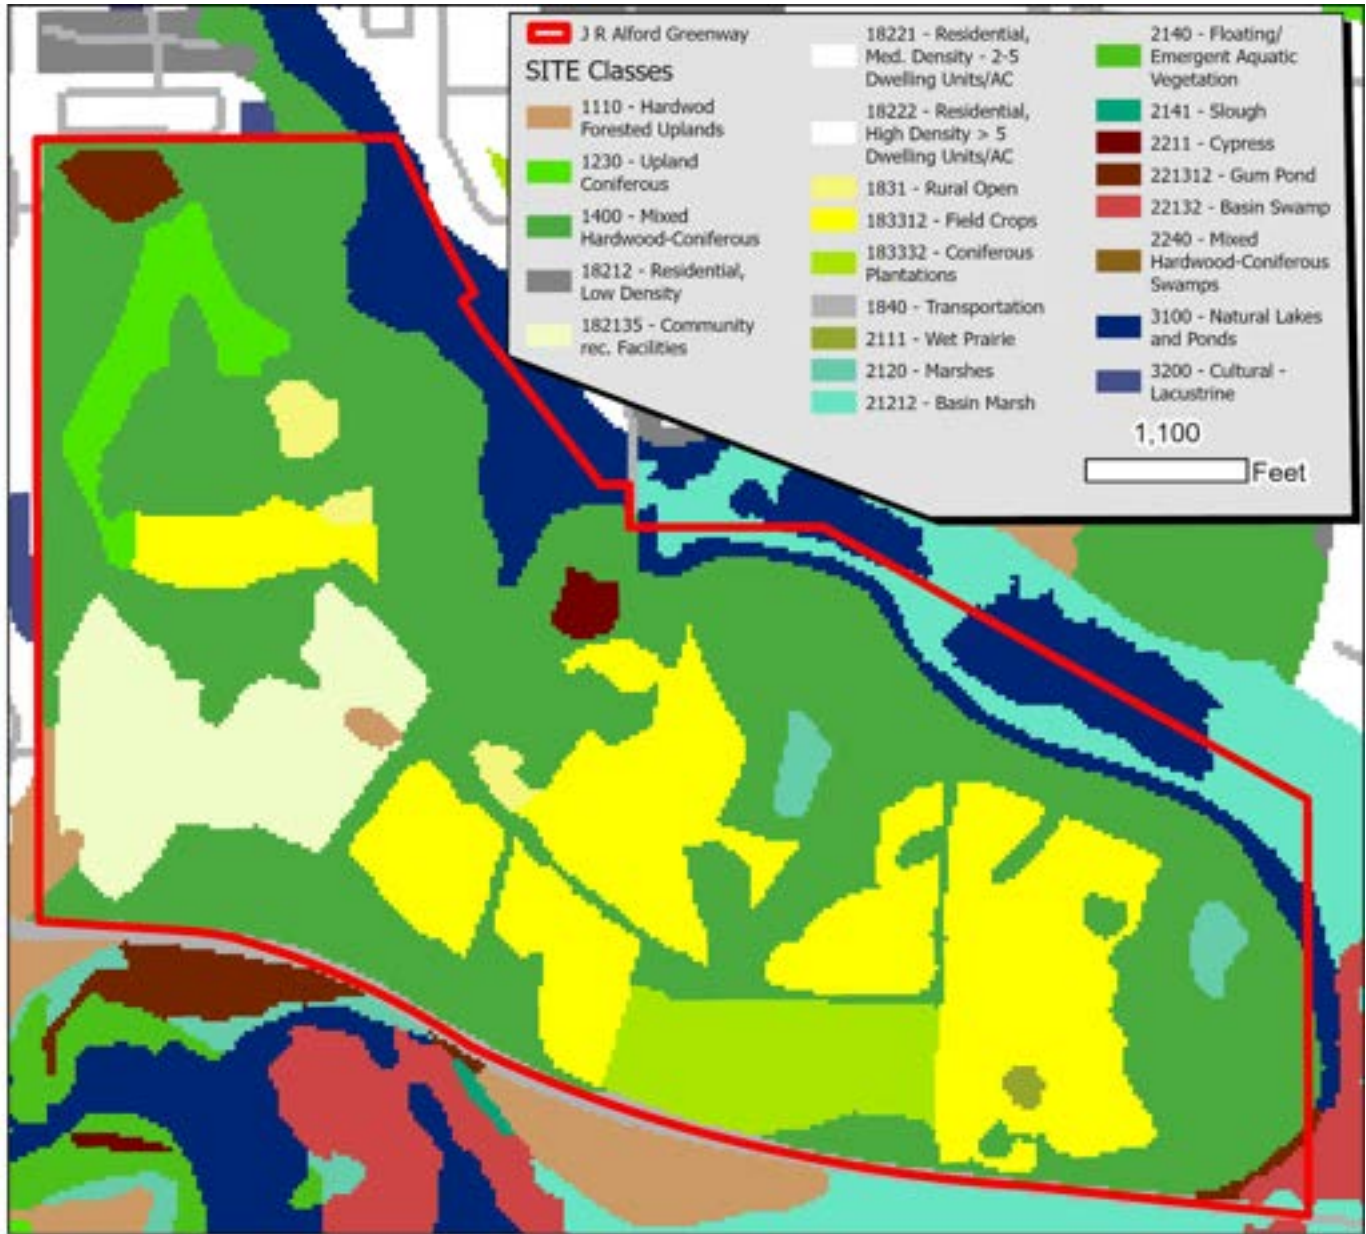 J R Alford Greenway
SITE Classes
1110 - Hardwod
Forested Uplands
1230 - Upland
Coniferous
1400 - Mixed
Hardwood-Coniferous
18212 - Residential,
Low Density
182135 - Community
rec. Facilities
18221 - Residential,
Med. Density - 2-5
Dwelling Units/AC
18222 - Residential,
High Density > 5
Dwelling Units/AC
1831 - Rural Open
183312 - Field Crops
183332 - Coniferous
Plantations
1840 - Transportation
2111 - Wet Prairie
2120 - Marshes
21212 - Basin Marsh
2140 - Floating/
Emergent Aquatic
Vegetation
2141 - Slough
2211 - Cypress
221312 - Gum Pond
22132 - Basin Swamp
2240 - Mixed
Hardwood-Coniferous
Swamps
3100 - Natural Lakes
and Ponds
3200 - Cultural -
Lacustrine
1,100
Feet